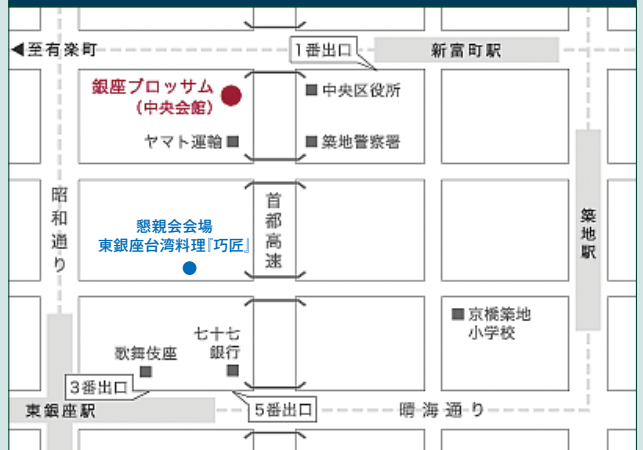 ◀至有楽町
1番出口
新富町駅
銀座ブロッサム
（中央会館）
中央区役所
ヤマト運輸
築地警察署
昭和通り
首都高速
築地駅
懇親会会場
東銀座台湾料理『巧匠』
京橋築地
小学校
七十七
銀行
歌舞伎座
3番出口
東銀座駅
5番出口
晴海通り